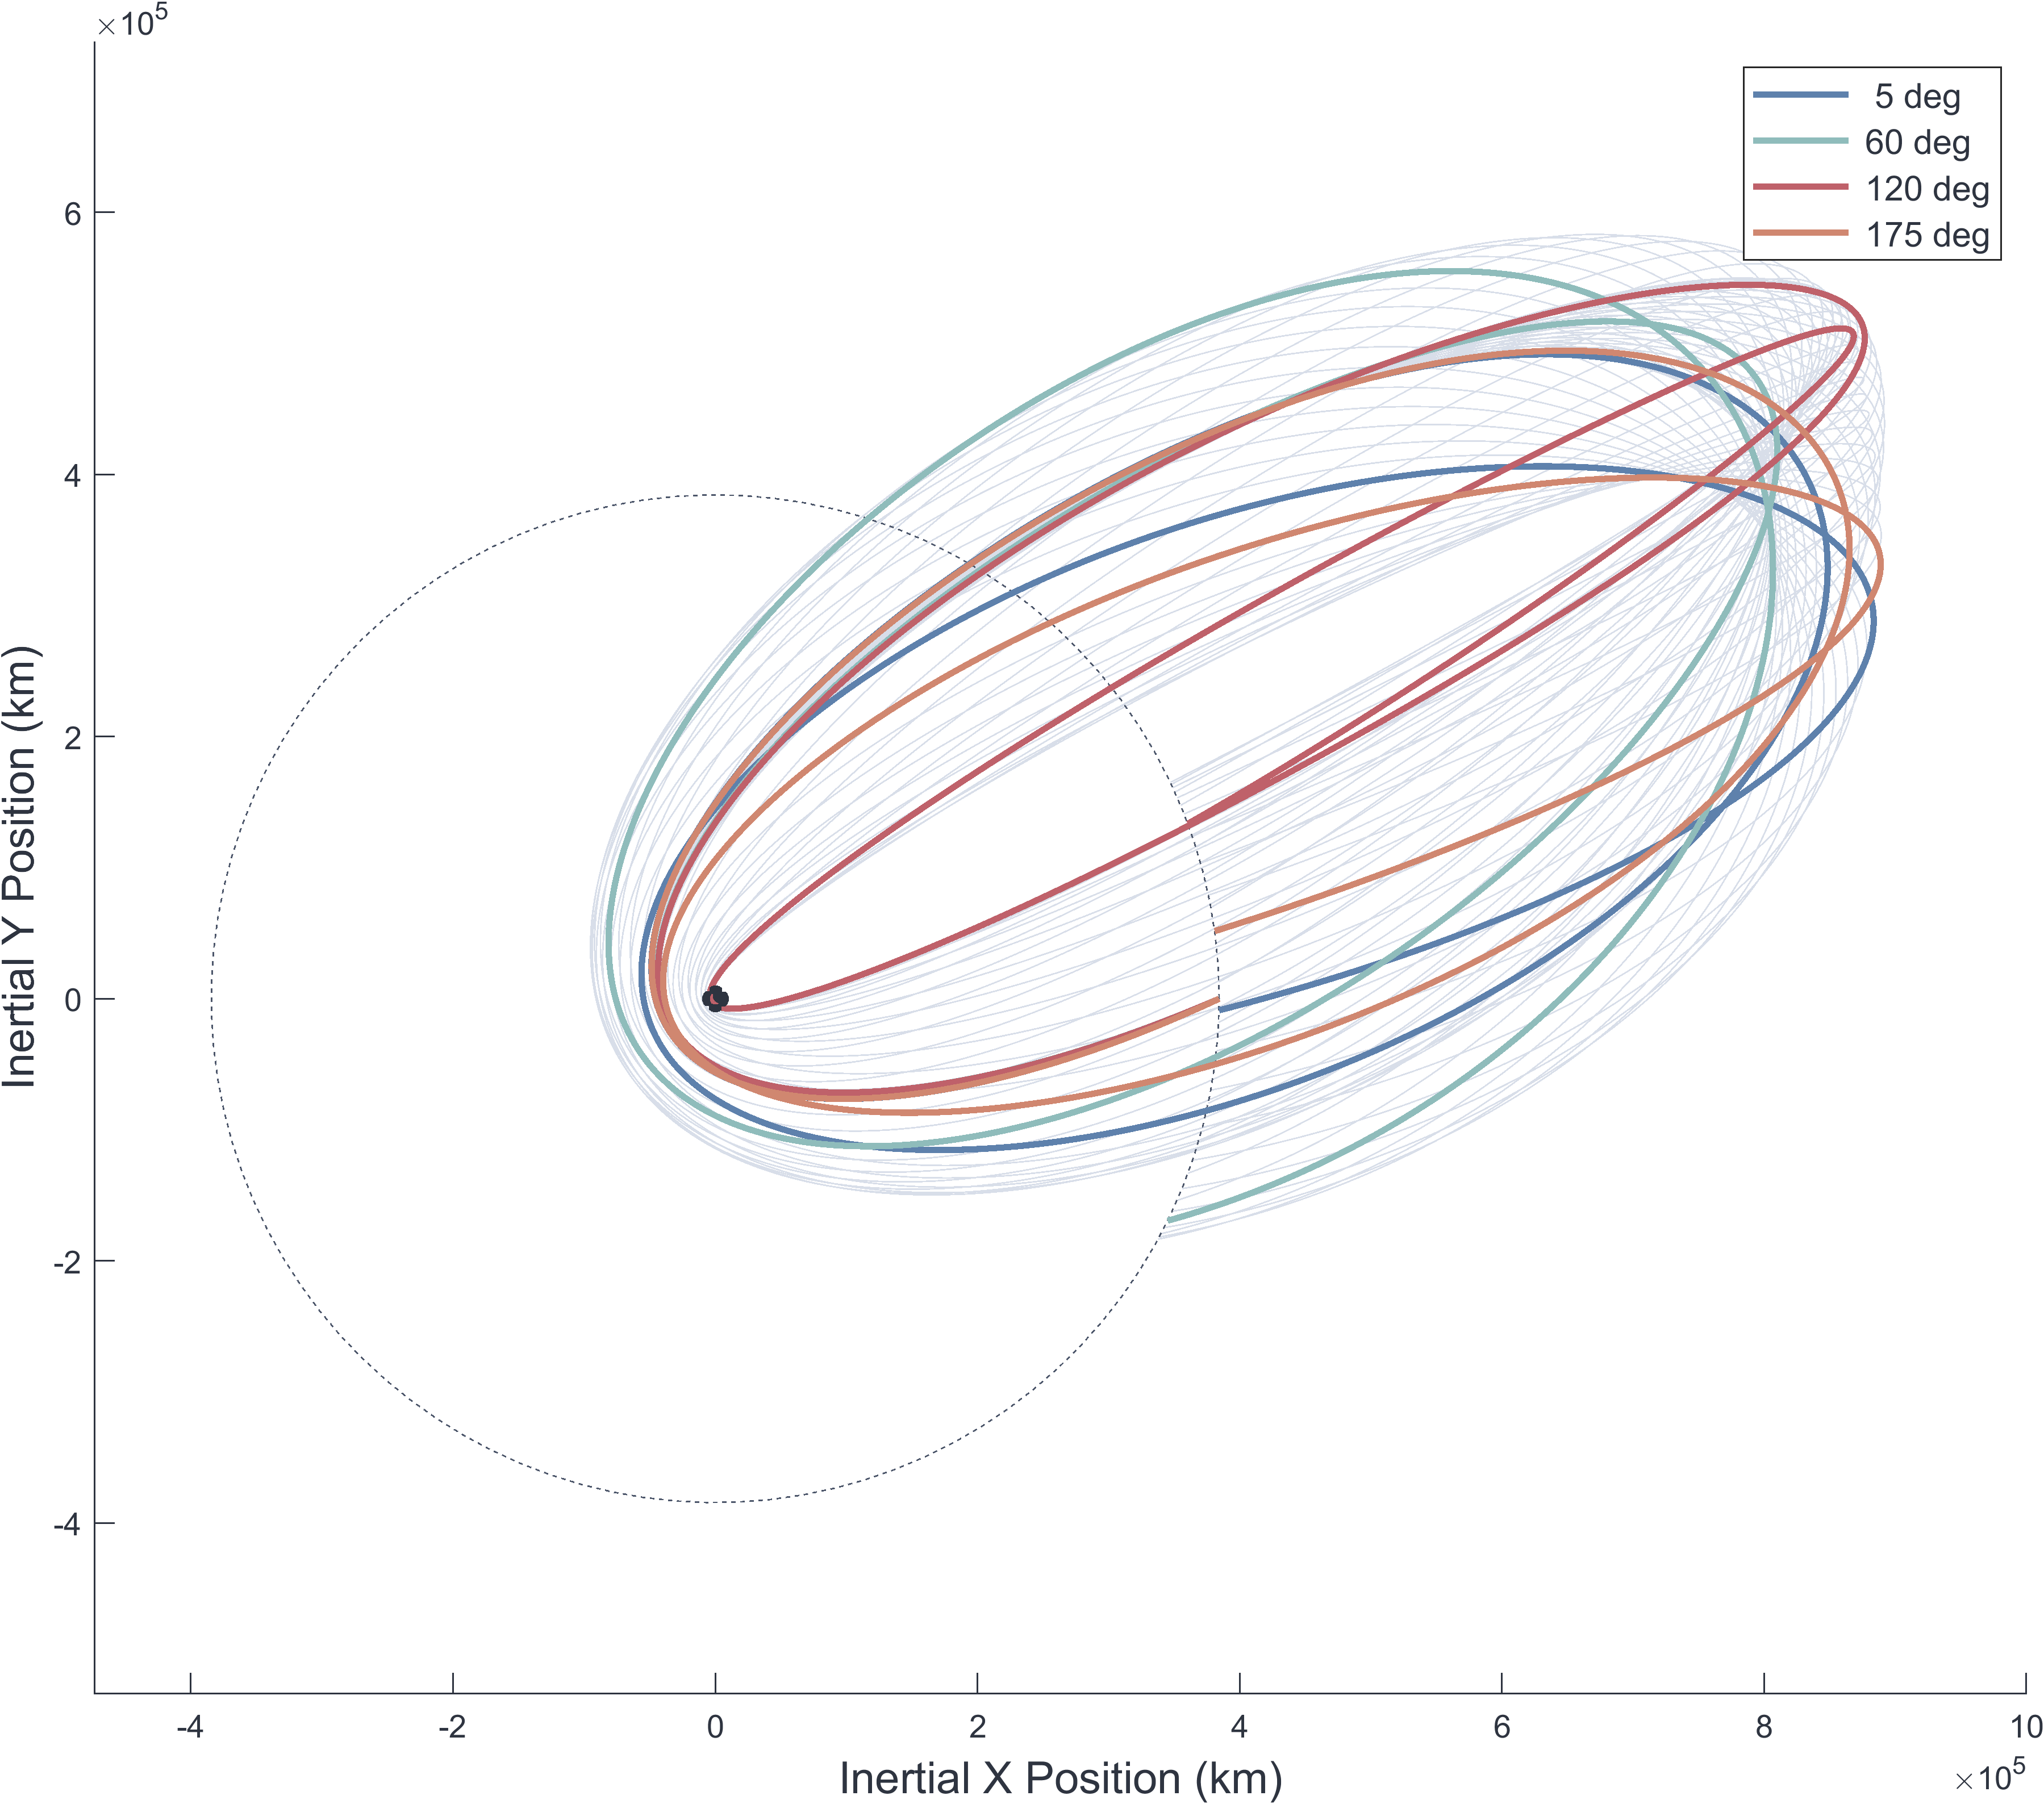 ×10⁵
5 deg
60 deg
120 deg
175 deg
6
4
2
0
-2
-4
Inertial Y Position (km)
-4 -2 0 2 4 6 8 10
Inertial X Position (km)
×10⁵